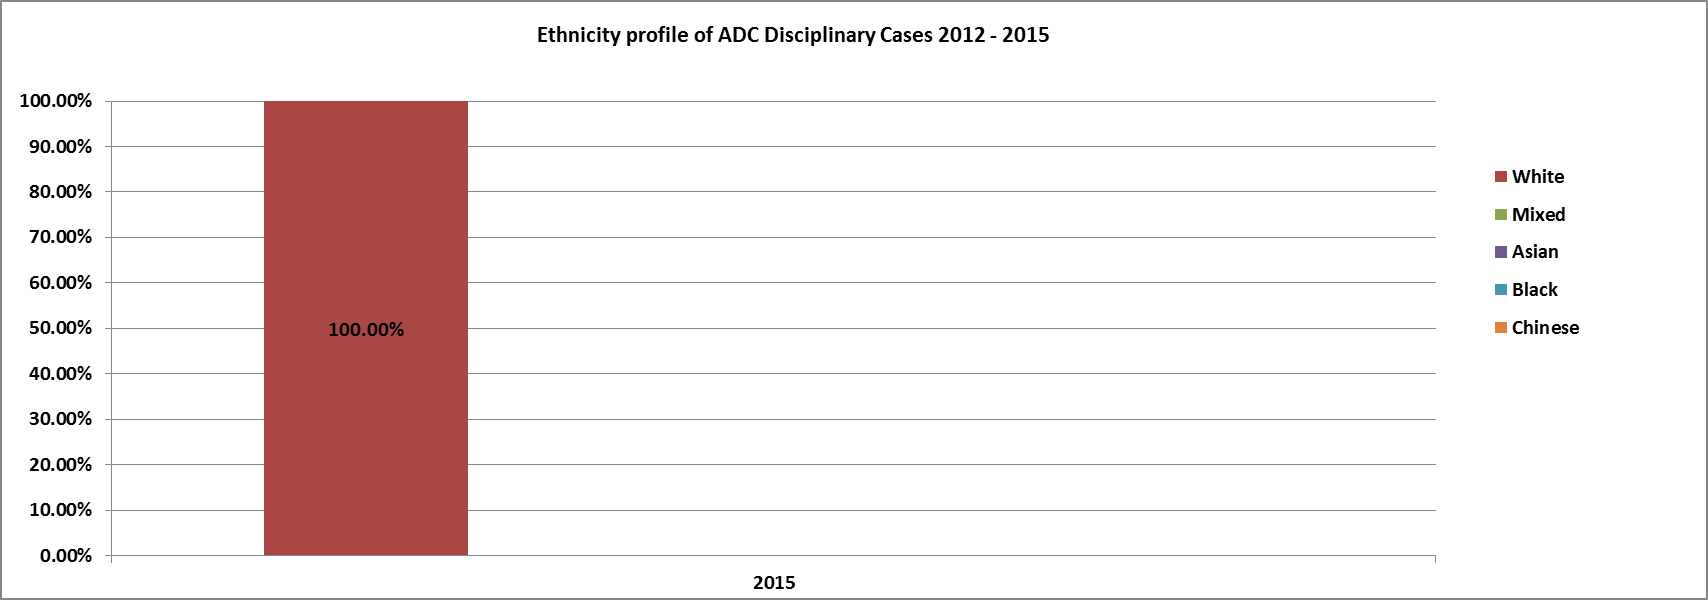 Ethnicity profile of ADC Disciplinary Cases 2012 - 2015
100.00%
90.00%
80.00%
70.00%
60.00%
50.00%
40.00%
30.00%
20.00%
10.00%
0.00%
100.00%
2015
White
Mixed
Asian
Black
Chinese